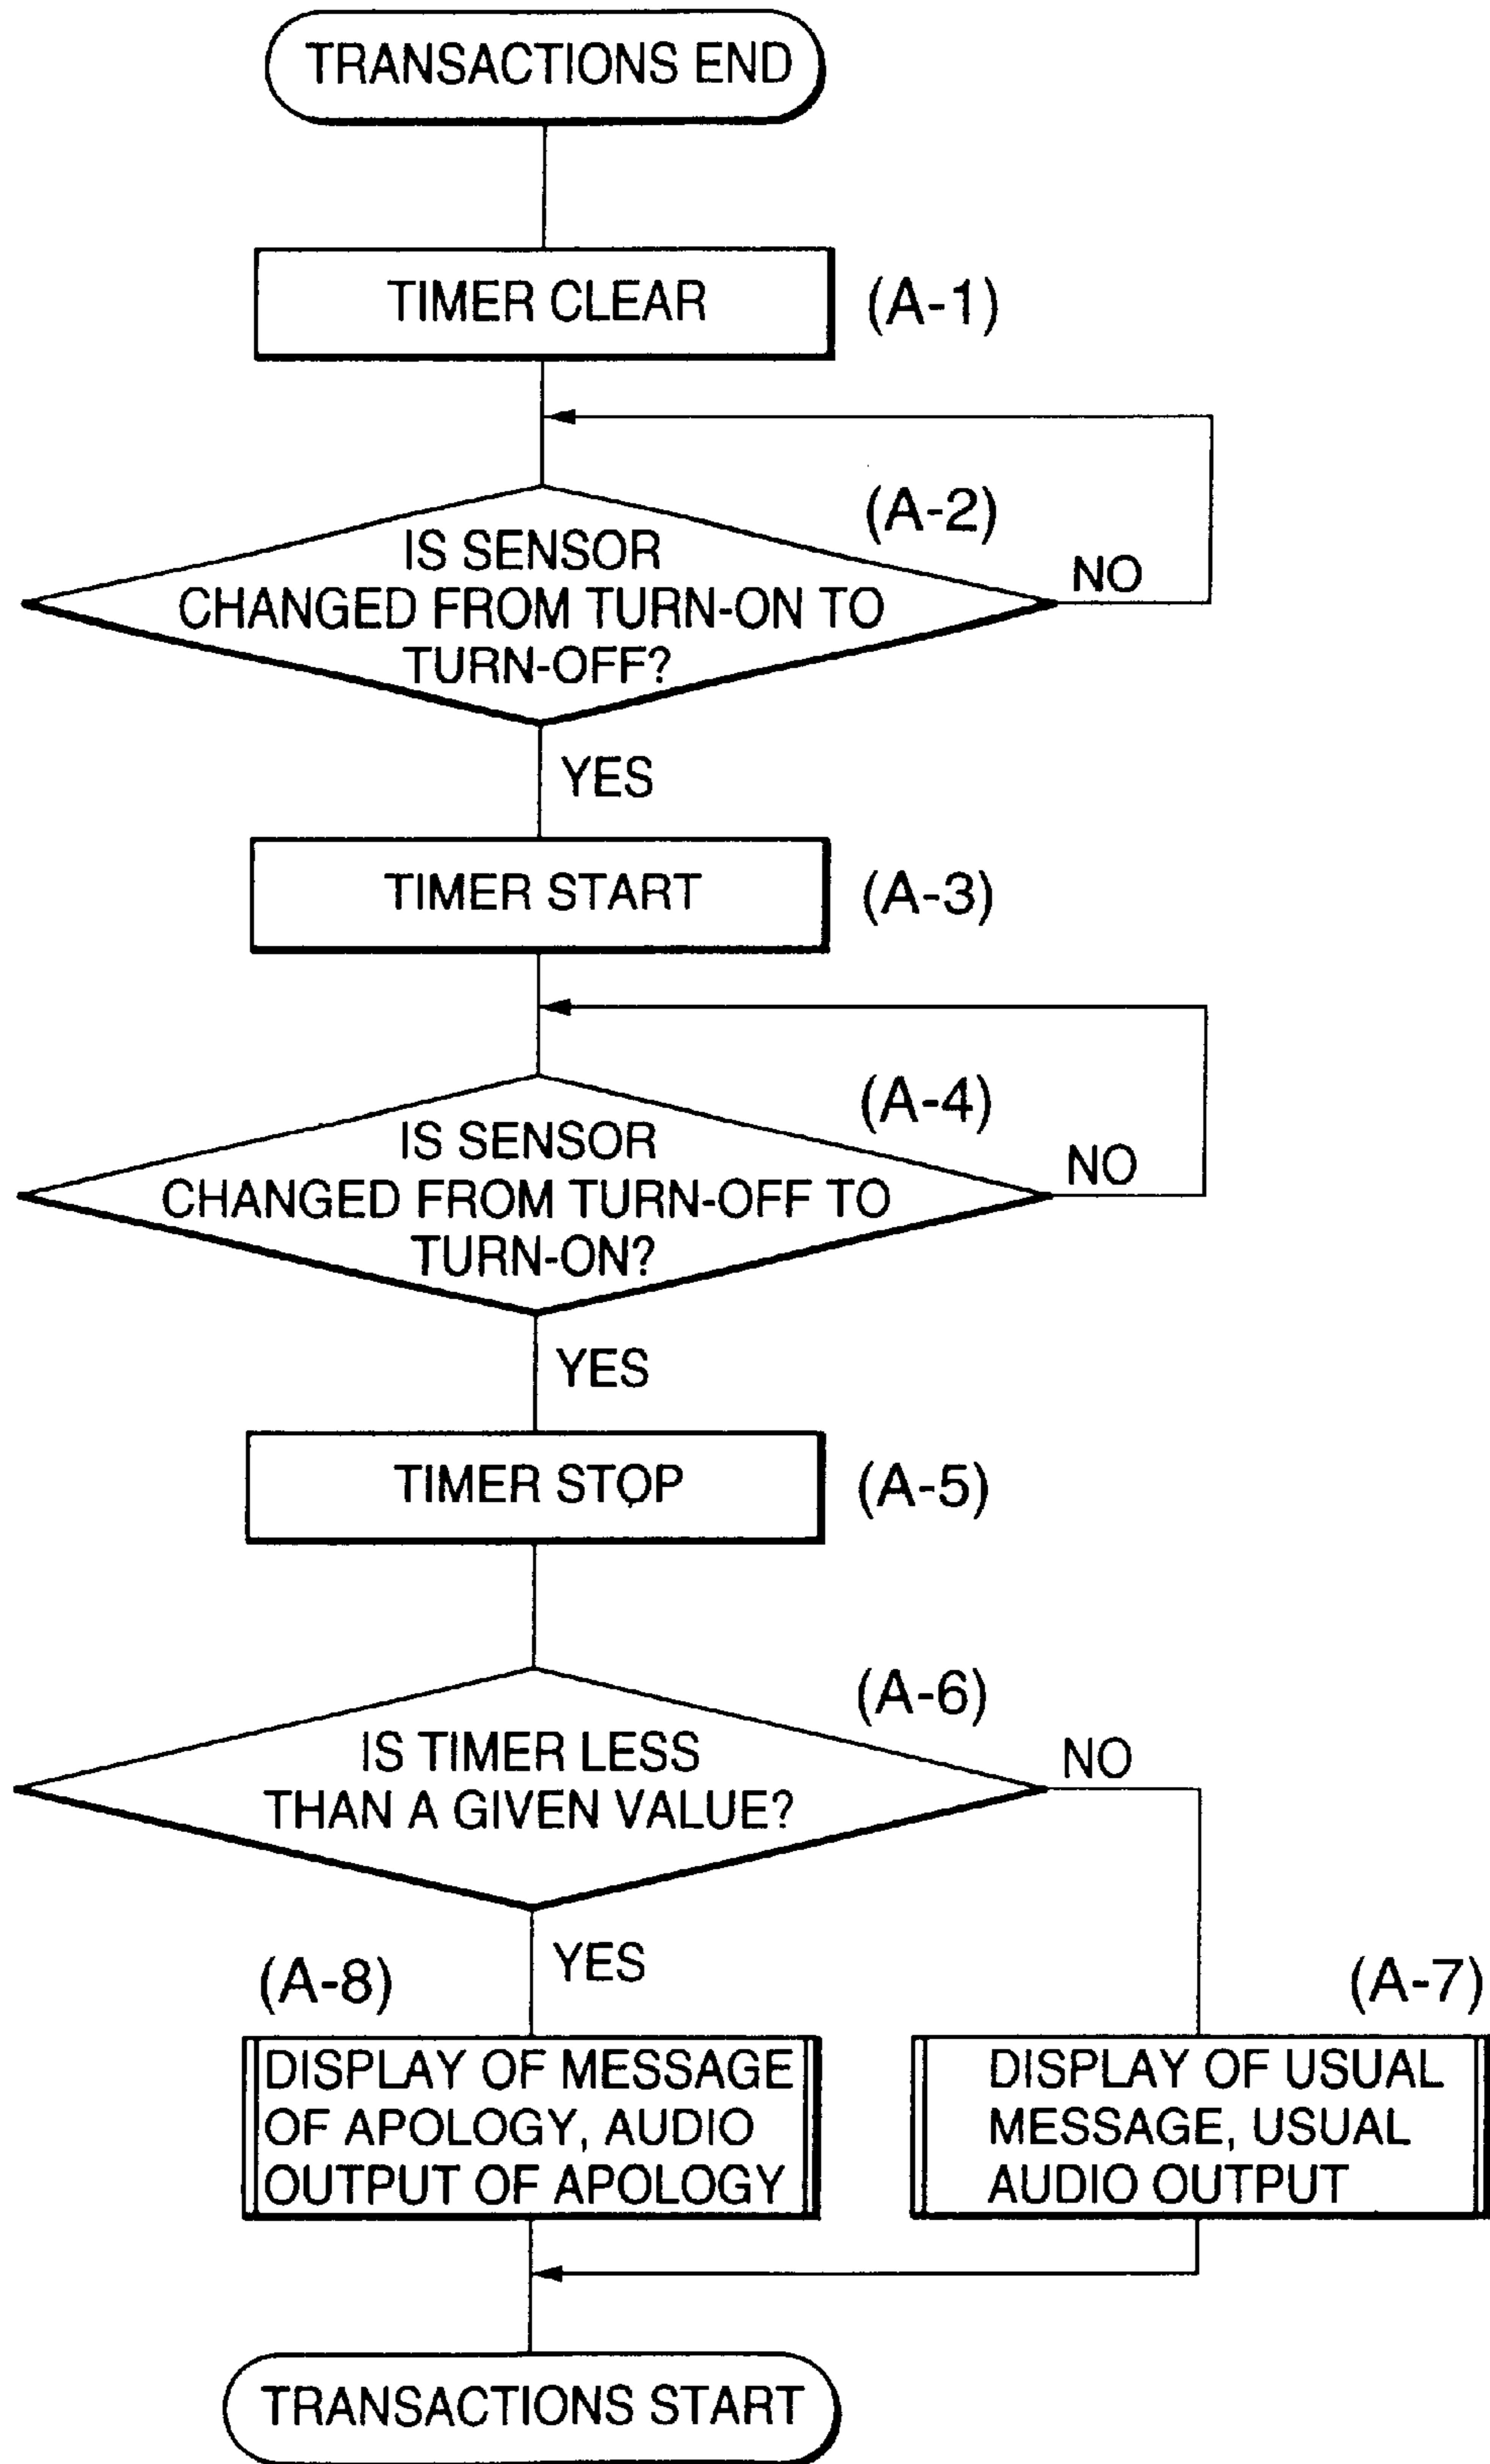 TRANSACTIONS END
TIMER CLEAR
(A-1)
(A-2)
IS SENSOR
CHANGED FROM TURN-ON TO
TURN-OFF?
NO
YES
TIMER START
(A-3)
(A-4)
IS SENSOR
CHANGED FROM TURN-OFF TO
TURN-ON?
NO
YES
TIMER STOP
(A-5)
(A-6)
IS TIMER LESS
THAN A GIVEN VALUE?
NO
YES
(A-8)
DISPLAY OF MESSAGE
OF APOLOGY, AUDIO
OUTPUT OF APOLOGY
(A-7)
DISPLAY OF USUAL
MESSAGE, USUAL
AUDIO OUTPUT
TRANSACTIONS START